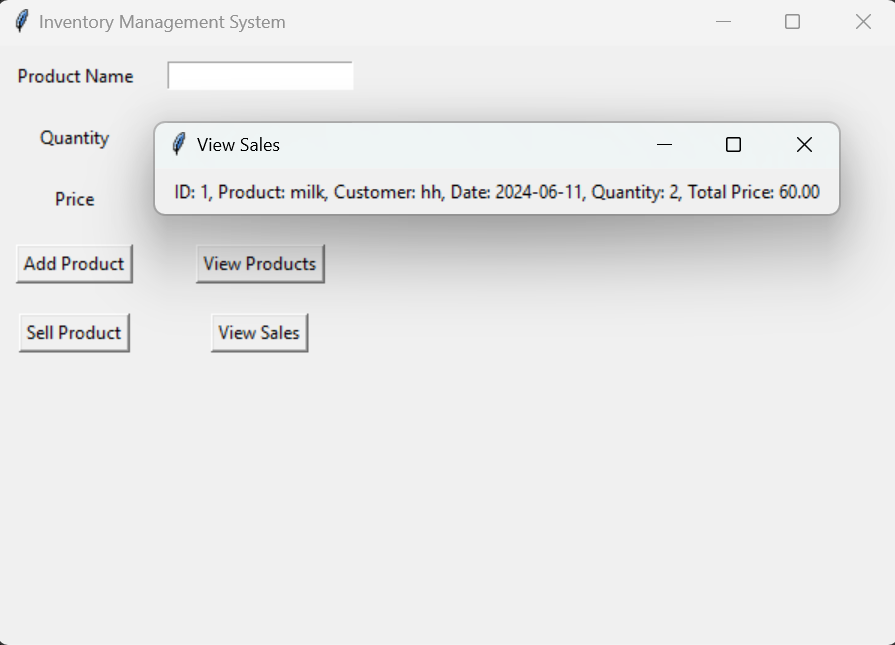 Inventory Management System
Product Name
Quantity
View Sales
Price
ID: 1, Product: milk, Customer: hh, Date: 2024-06-11, Quantity: 2, Total Price: 60.00
Add Product
View Products
Sell Product
View Sales